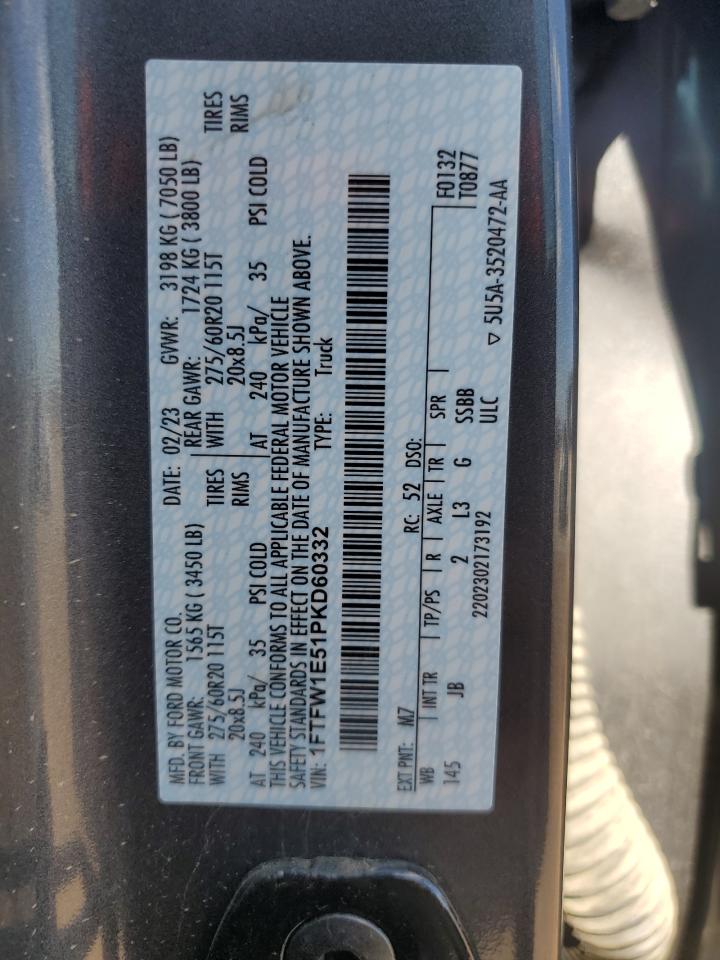 MFD. BY FORD MOTOR CO. DATE: 02/23 GVWR: 3198 KG ( 7050 LB)
FRONT GAWR: 1565 KG ( 3450 LB) REAR GAWR: 1724 KG ( 3800 LB)
WITH 275/60R20 115T TIRES WITH 275/60R20 115T TIRES
20x8.5J RIMS 20x8.5J RIMS
AT 240 kPa/ 35 PSI COLD AT 240 kPa/ 35 PSI COLD
THIS VEHICLE CONFORMS TO ALL APPLICABLE FEDERAL MOTOR VEHICLE
SAFETY STANDARDS IN EFFECT ON THE DATE OF MANUFACTURE SHOWN ABOVE.
VIN: 1FTFW1E51PKD60332 TYPE: Truck
EXT PNT: M7 RC: 52 DSO: F0132
WB INT TR TP/PS R AXLE TR SPR T0877
145 JB 2 L3 G SSBB
2202302173192 ULC ▽ 5U5A-3520472-AA